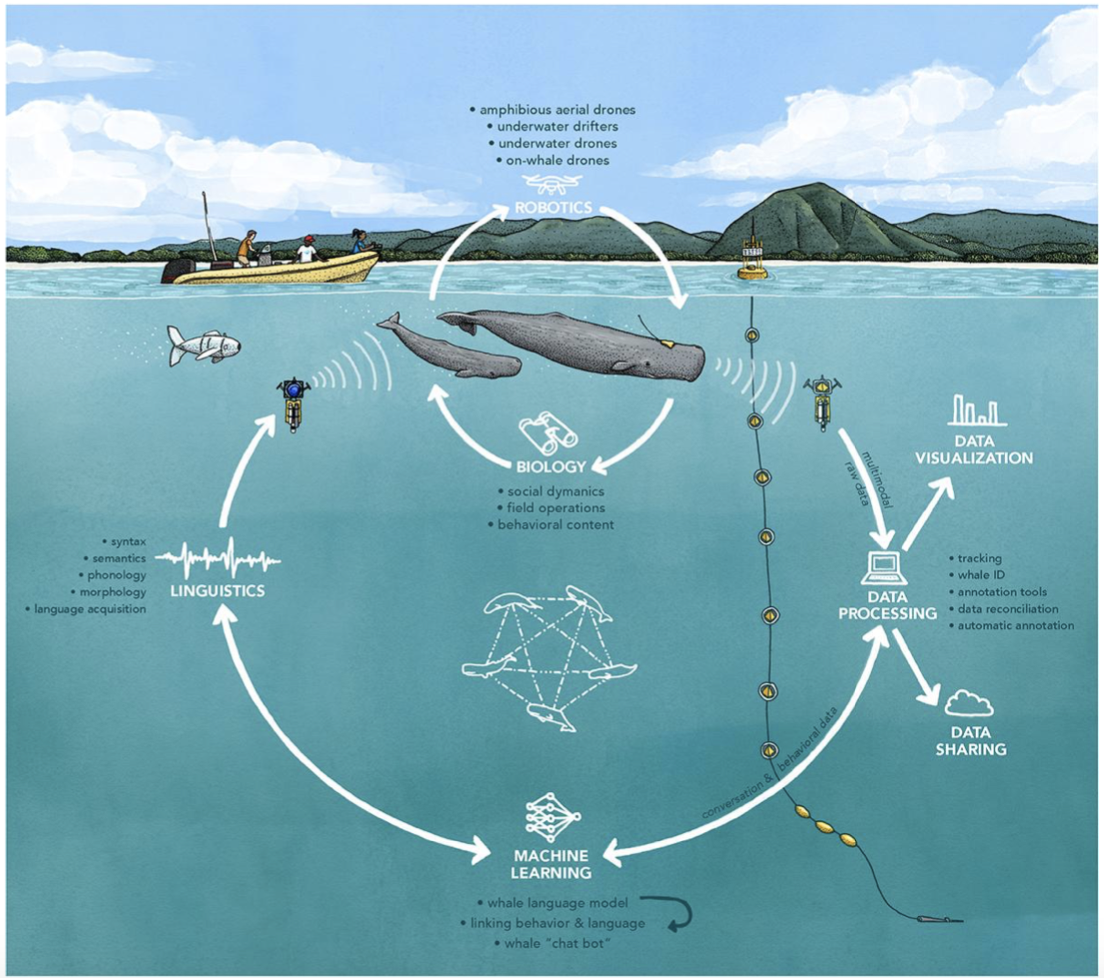 • amphibious aerial drones
• underwater drifters
• underwater drones
• on-whale drones
ROBOTICS
BIOLOGY
• social dymanics
• field operations
• behavioral content
multimodal
raw data
DATA
VISUALIZATION
• syntax
• semantics
• phonology
• morphology
• language acquisition
LINGUISTICS
DATA
PROCESSING
• tracking
• whale ID
• annotation tools
• data reconciliation
• automatic annotation
DATA
SHARING
conversation & behavioral data
MACHINE
LEARNING
• whale language model
• linking behavior & language
• whale "chat bot"